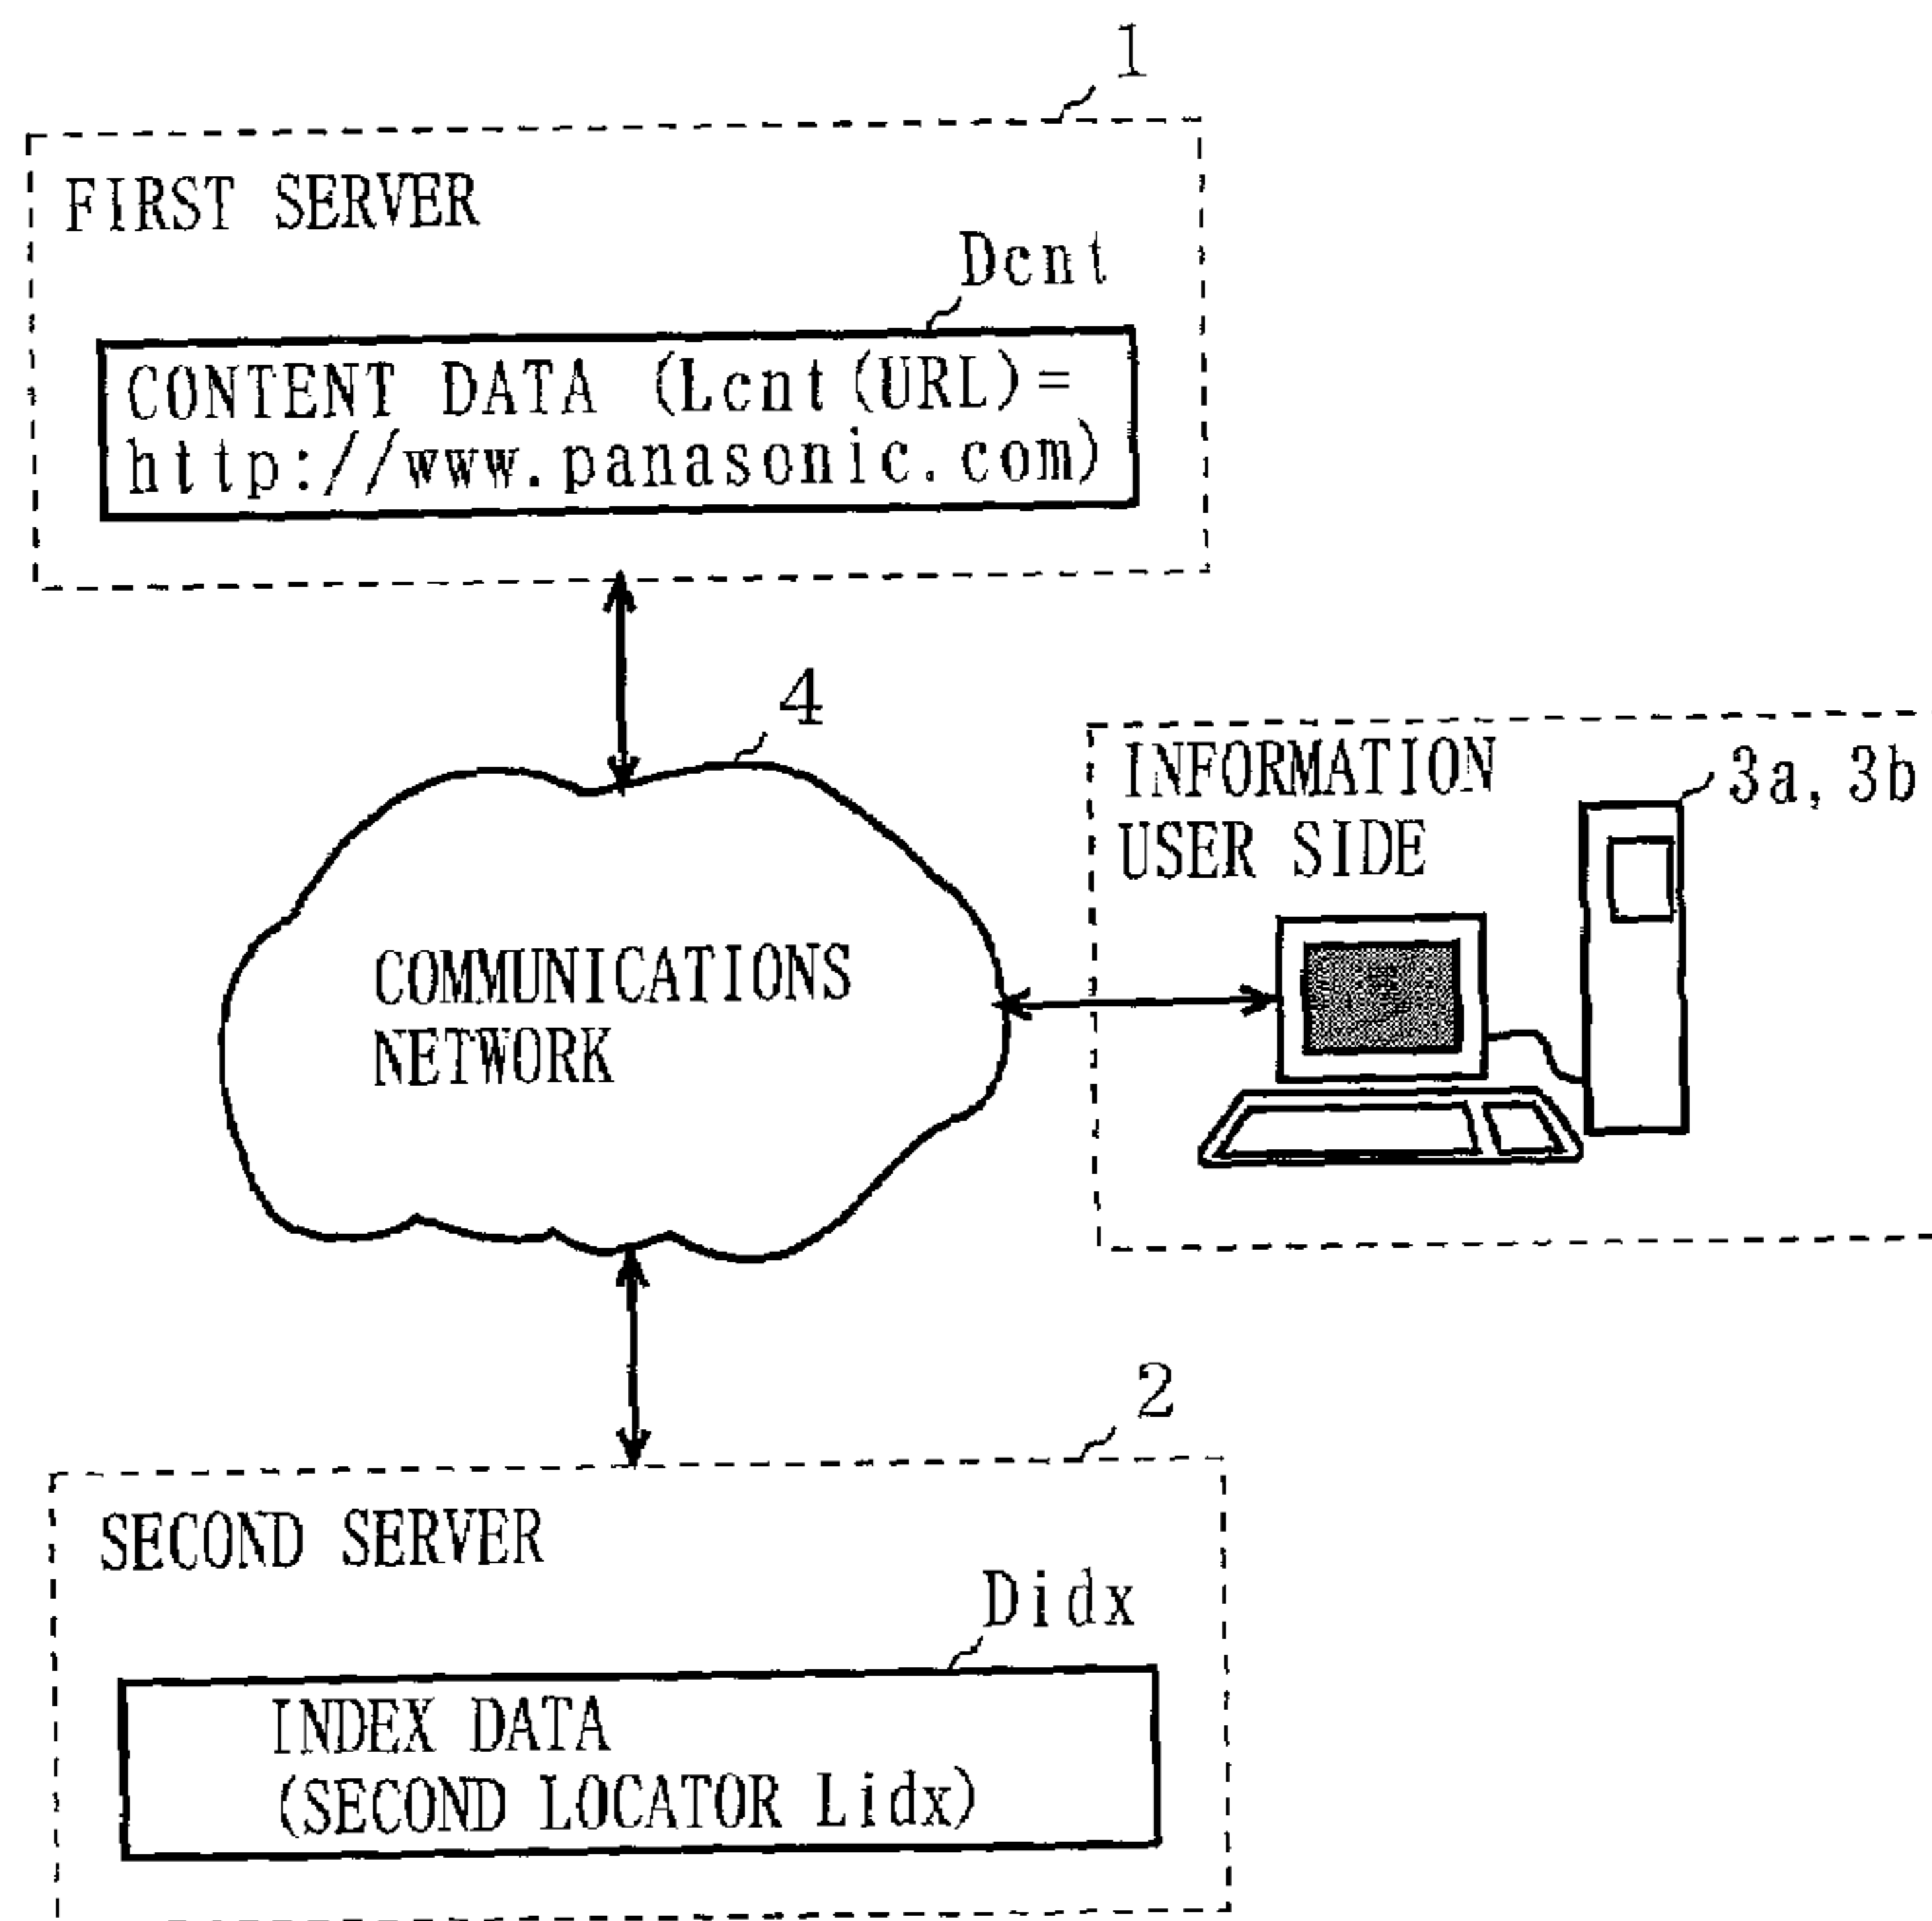 1
FIRST SERVER
Dcnt
CONTENT DATA (Lcnt(URL)=
http://www.panasonic.com)
4
INFORMATION
USER SIDE
3a, 3b
COMMUNICATIONS
NETWORK
2
SECOND SERVER
Didx
INDEX DATA
(SECOND LOCATOR Lidx)